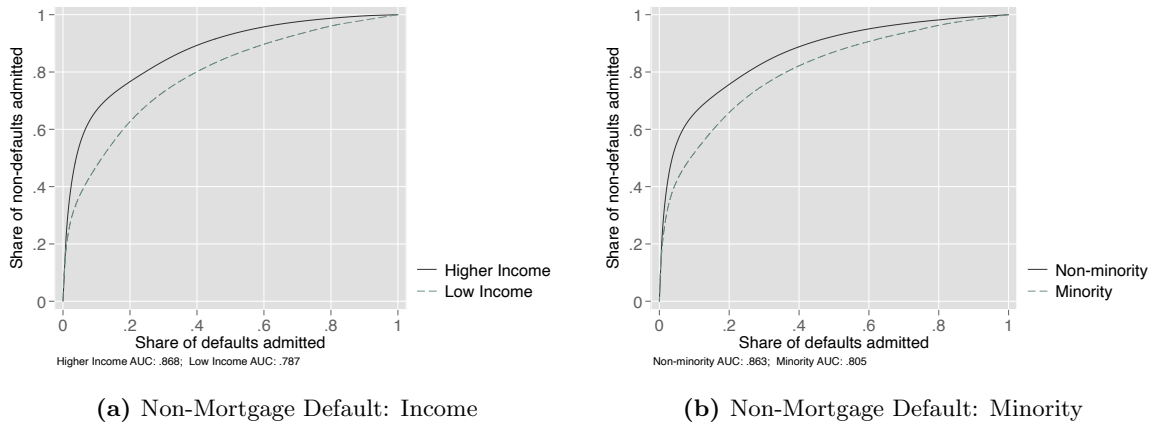 1
.8
.6
.4
.2
0
Share of non-defaults admitted
0 .2 .4 .6 .8 1
Share of defaults admitted
Higher Income
Low Income
Higher Income AUC: .868; Low Income AUC: .787
(a) Non-Mortgage Default: Income
1
.8
.6
.4
.2
0
Share of non-defaults admitted
0 .2 .4 .6 .8 1
Share of defaults admitted
Non-minority
Minority
Non-minority AUC: .863; Minority AUC: .805
(b) Non-Mortgage Default: Minority